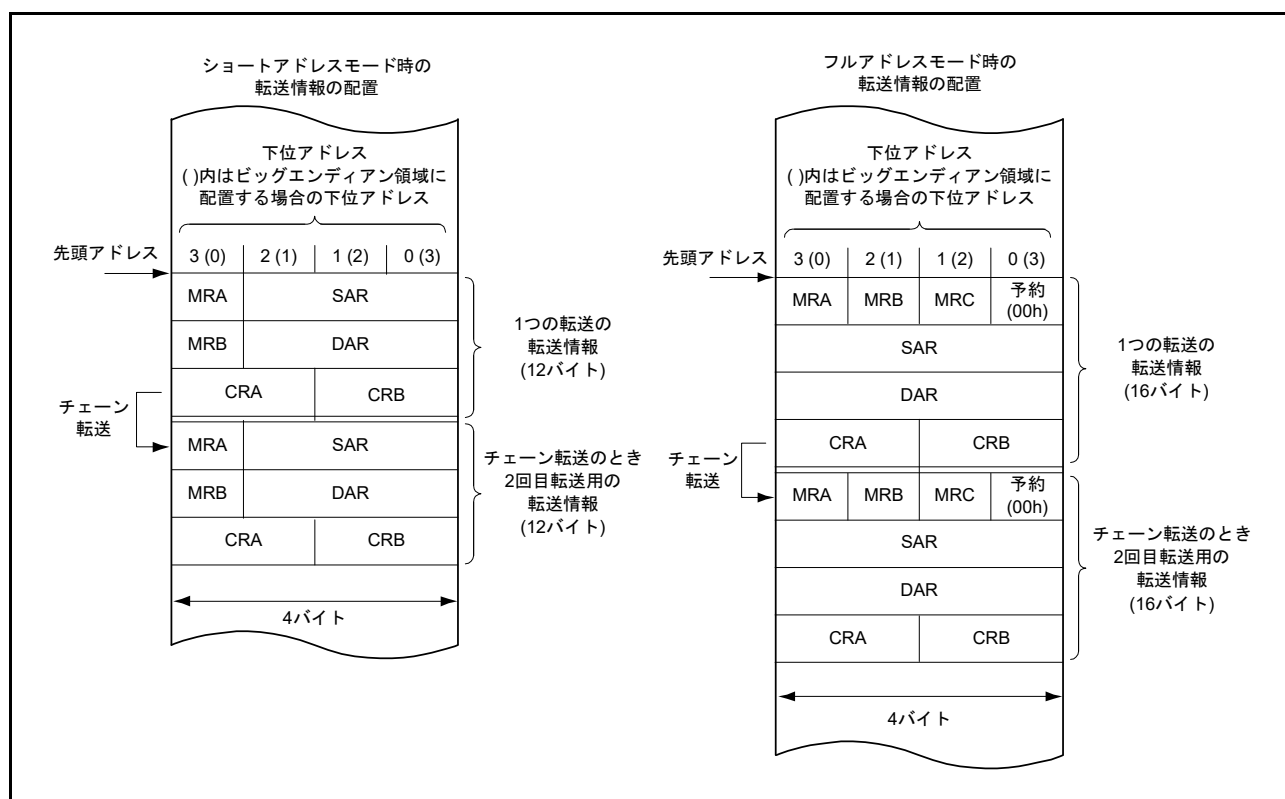 ショートアドレスモード時の
転送情報の配置
下位アドレス
( )内はビッグエンディアン領域に
配置する場合の下位アドレス
先頭アドレス
3 (0) 2 (1) 1 (2) 0 (3)
MRA SAR
MRB DAR
CRA CRB
1つの転送の
転送情報
(12バイト)
チェーン
転送
MRA SAR
MRB DAR
CRA CRB
チェーン転送のとき
2回目転送用の
転送情報
(12バイト)
4バイト
フルアドレスモード時の
転送情報の配置
下位アドレス
( )内はビッグエンディアン領域に
配置する場合の下位アドレス
先頭アドレス
3 (0) 2 (1) 1 (2) 0 (3)
MRA MRB MRC 予約
(00h)
SAR
DAR
CRA CRB
1つの転送の
転送情報
(16バイト)
チェーン
転送
MRA MRB MRC 予約
(00h)
SAR
DAR
CRA CRB
チェーン転送のとき
2回目転送用の
転送情報
(16バイト)
4バイト